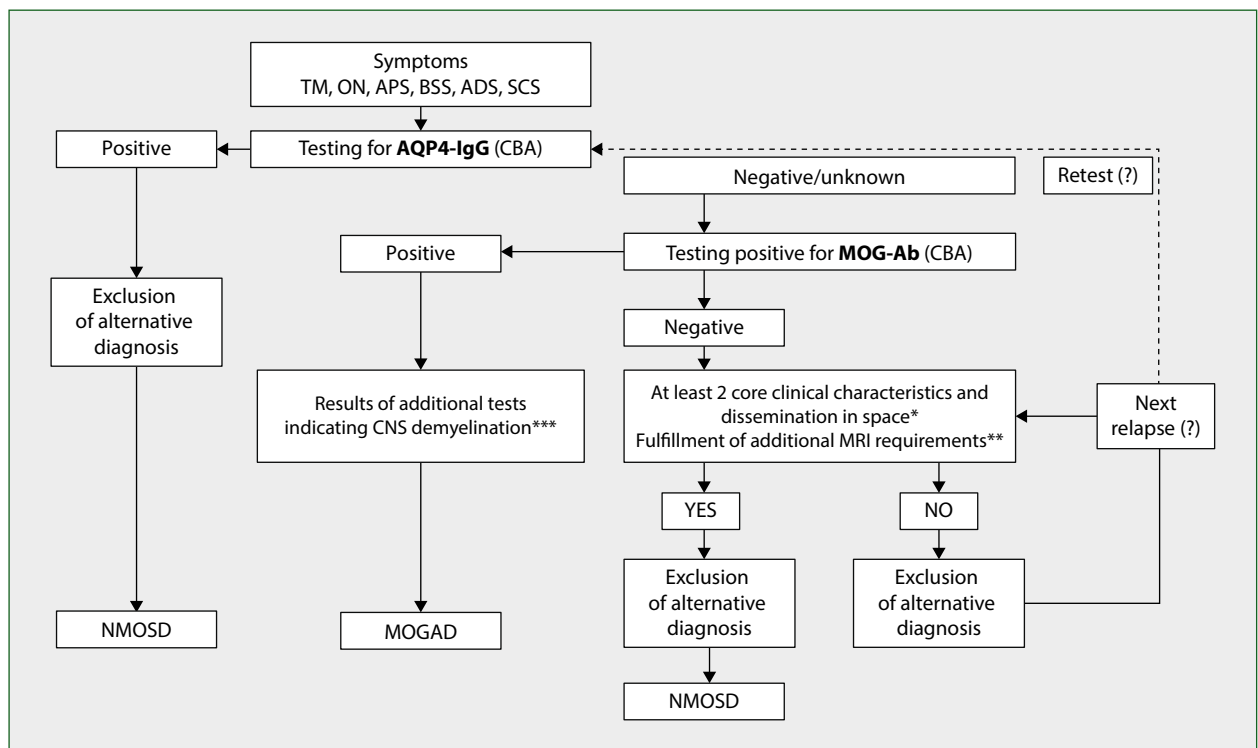 Symptoms
TM, ON, APS, BSS, ADS, SCS
Positive
Testing for AQP4-IgG (CBA)
Negative/unknown
Retest (?)
Positive
Testing positive for MOG-Ab (CBA)
Exclusion
of alternative
diagnosis
Negative
Results of additional tests
indicating CNS demyelination***
At least 2 core clinical characteristics and
dissemination in space*
Fulfillment of additional MRI requirements**
Next
relapse (?)
YES
NO
Exclusion
of alternative
diagnosis
Exclusion
of alternative
diagnosis
NMOSD
MOGAD
NMOSD